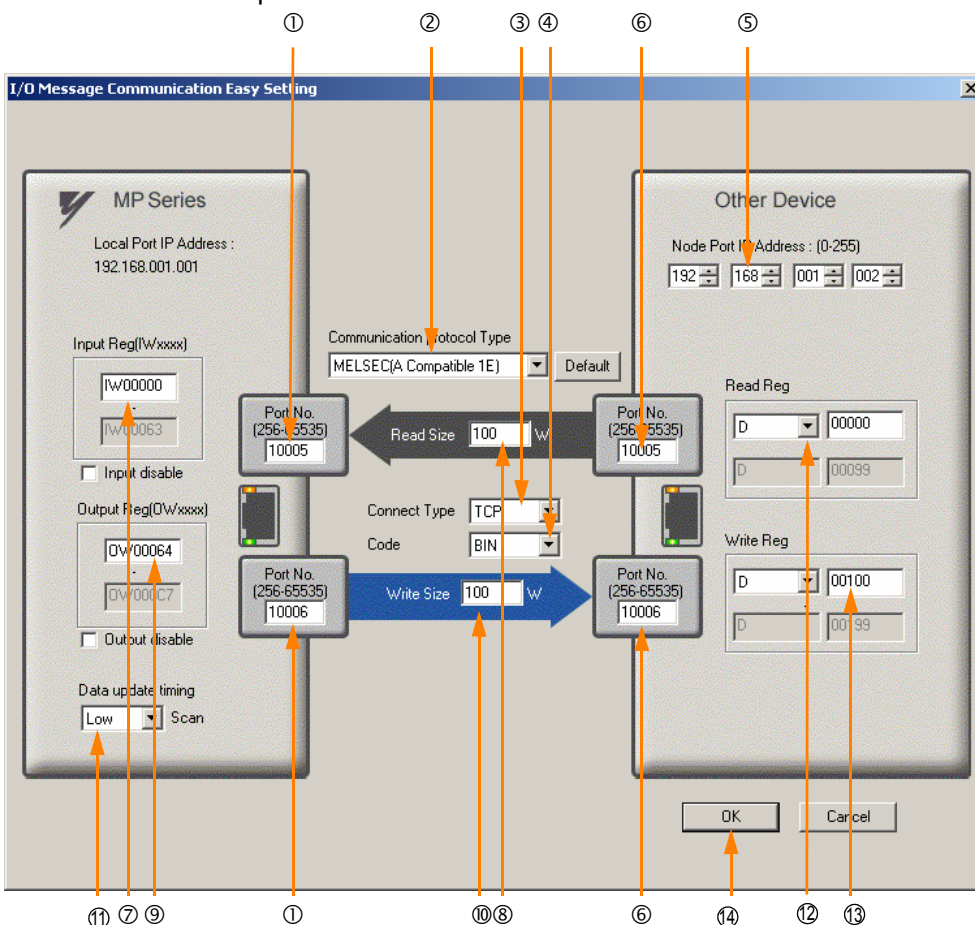 ① ② ③ ④ ⑥ ⑤
I/O Message Communication Easy Setting
MP Series
Local Port IP Address :
192.168.001.001
Other Device
Node Port IP Address : (0-255)
192 168 001 002
Communication protocol Type
MELSEC(A Compatible 1E) Default
Input Reg(IWxxxx)
IW00000
-
IW00063
Input disable
Port No.
(256-65535)
10005
Read Size 100 W
Port No.
(256-65535)
10005
Read Reg
D 00000
D 00099
Connect Type TCP
Code BIN
Output Reg(OWxxxx)
OW00064
-
OW000C7
Output disable
Port No.
(256-65535)
10006
Write Size 100 W
Port No.
(256-65535)
10006
Write Reg
D 00100
-
D 00199
Data update timing
Low Scan
OK Cancel
⑪ ⑦ ⑨ ① ⑩ ⑧ ⑥ ⑭ ⑫ ⑬